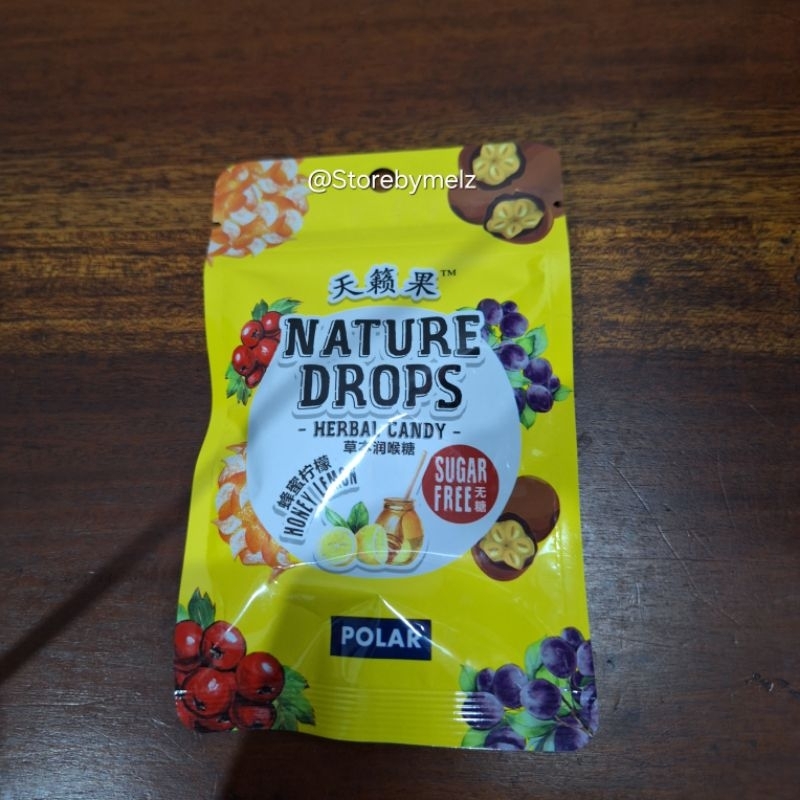 @Storebymelz
天籁果™
NATURE
DROPS
- HERBAL CANDY -
草本润喉糖
蜂蜜柠檬
HONEY LEMON
SUGAR
FREE 无糖
POLAR